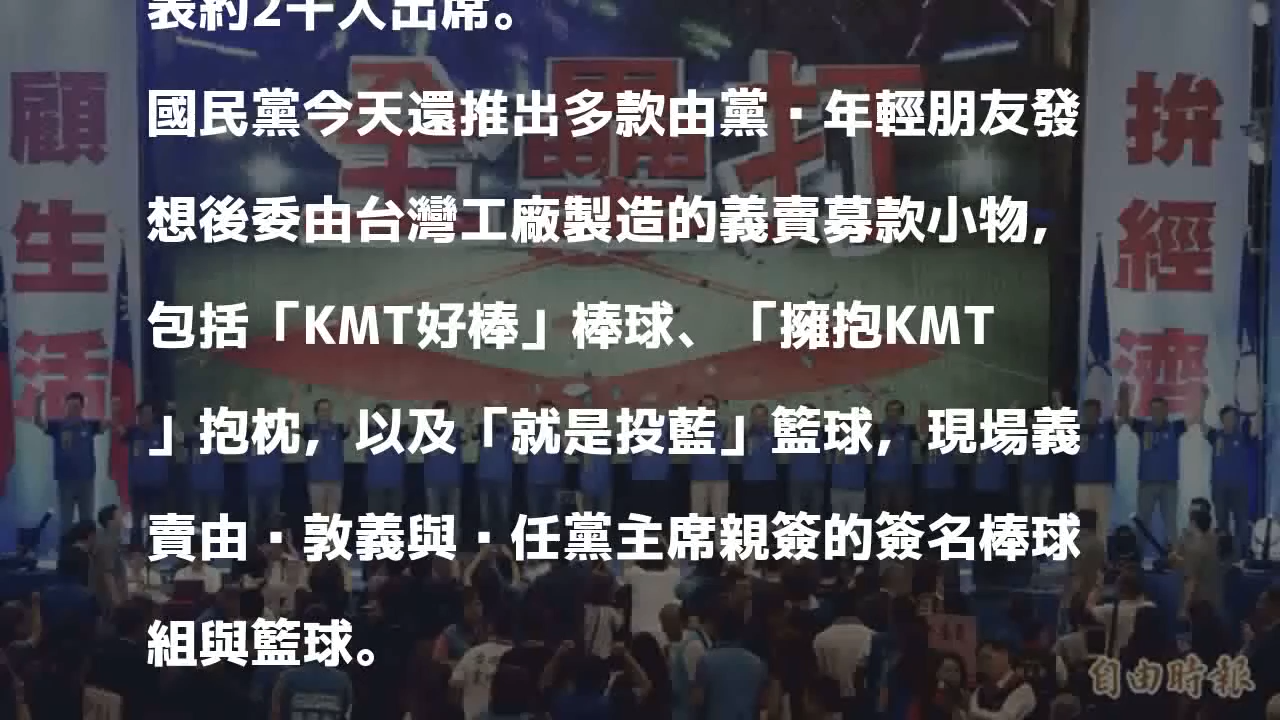 表約2千人出席。
國民黨今天還推出多款由黨▪年輕朋友發
想後委由台灣工廠製造的義賣募款小物,
包括「KMT好棒」棒球、「擁抱KMT
」抱枕,以及「就是投藍」籃球,現場義
賣由▪敦義與▪任黨主席親簽的簽名棒球
組與籃球。
顧生活
全壘打
拚經濟
自由時報